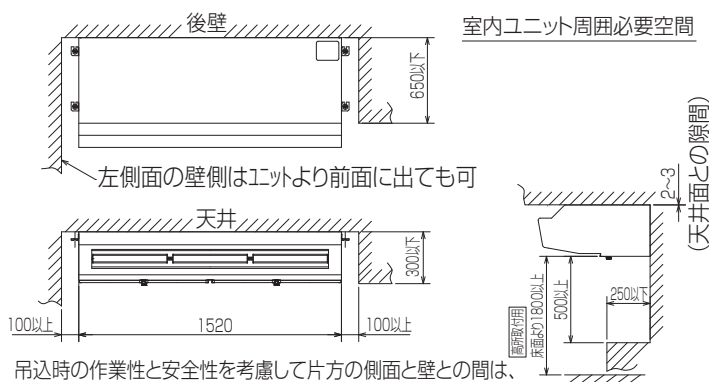 後壁
室内ユニット周囲必要空間
650以下
左側面の壁側はユニットより前面に出ても可
天井
300以下
100以上
1520
100以上
2~3
(天井面との隙間)
高所取付用
床面より1800以上
500以上
250以下
吊込時の作業性と安全性を考慮して片方の側面と壁との間は、